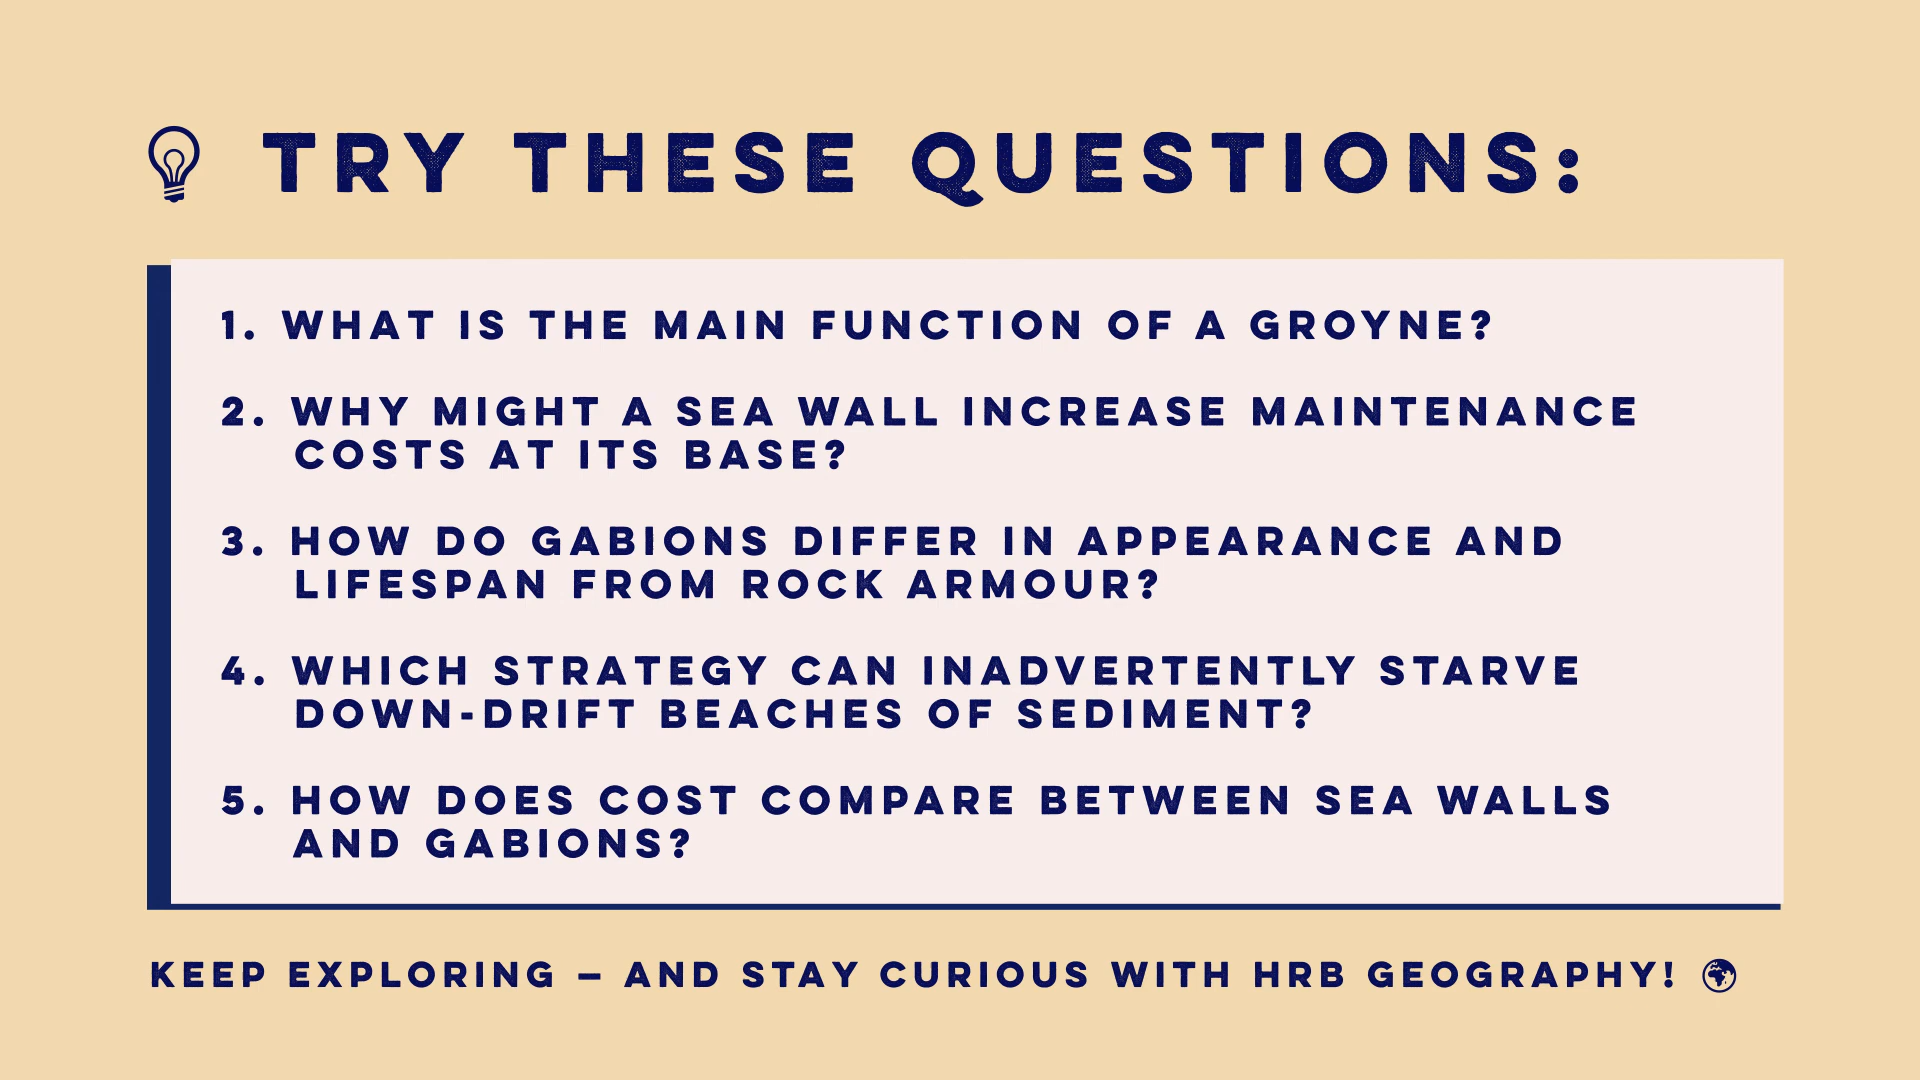 TRY THESE QUESTIONS:
1. WHAT IS THE MAIN FUNCTION OF A GROYNE?
2. WHY MIGHT A SEA WALL INCREASE MAINTENANCE
COSTS AT ITS BASE?
3. HOW DO GABIONS DIFFER IN APPEARANCE AND
LIFESPAN FROM ROCK ARMOUR?
4. WHICH STRATEGY CAN INADVERTENTLY STARVE
DOWN-DRIFT BEACHES OF SEDIMENT?
5. HOW DOES COST COMPARE BETWEEN SEA WALLS
AND GABIONS?
KEEP EXPLORING – AND STAY CURIOUS WITH HRB GEOGRAPHY!